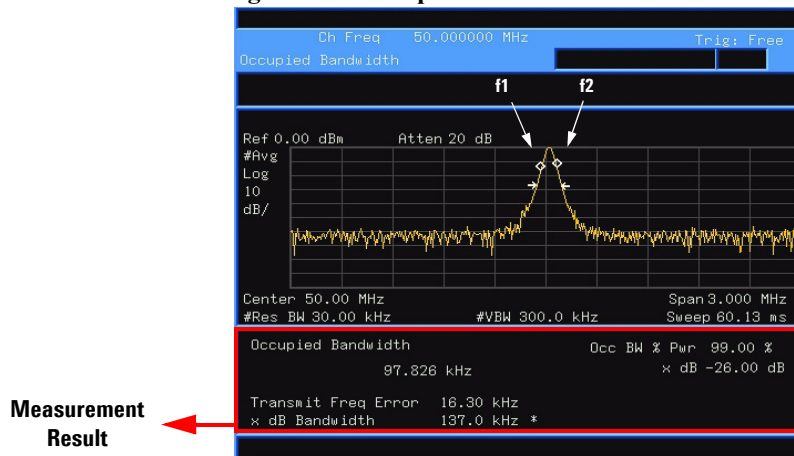 Ch Freq 50.000000 MHz Trig: Free
Occupied Bandwidth
f1 f2
Ref 0.00 dBm Atten 20 dB
#Avg
Log
10
dB/
Center 50.00 MHz Span 3.000 MHz
#Res BW 30.00 kHz #VBW 300.0 kHz Sweep 60.13 ms
Occupied Bandwidth Occ BW % Pwr 99.00 %
97.826 kHz x dB -26.00 dB
Transmit Freq Error 16.30 kHz
x dB Bandwidth 137.0 kHz *
Measurement
Result